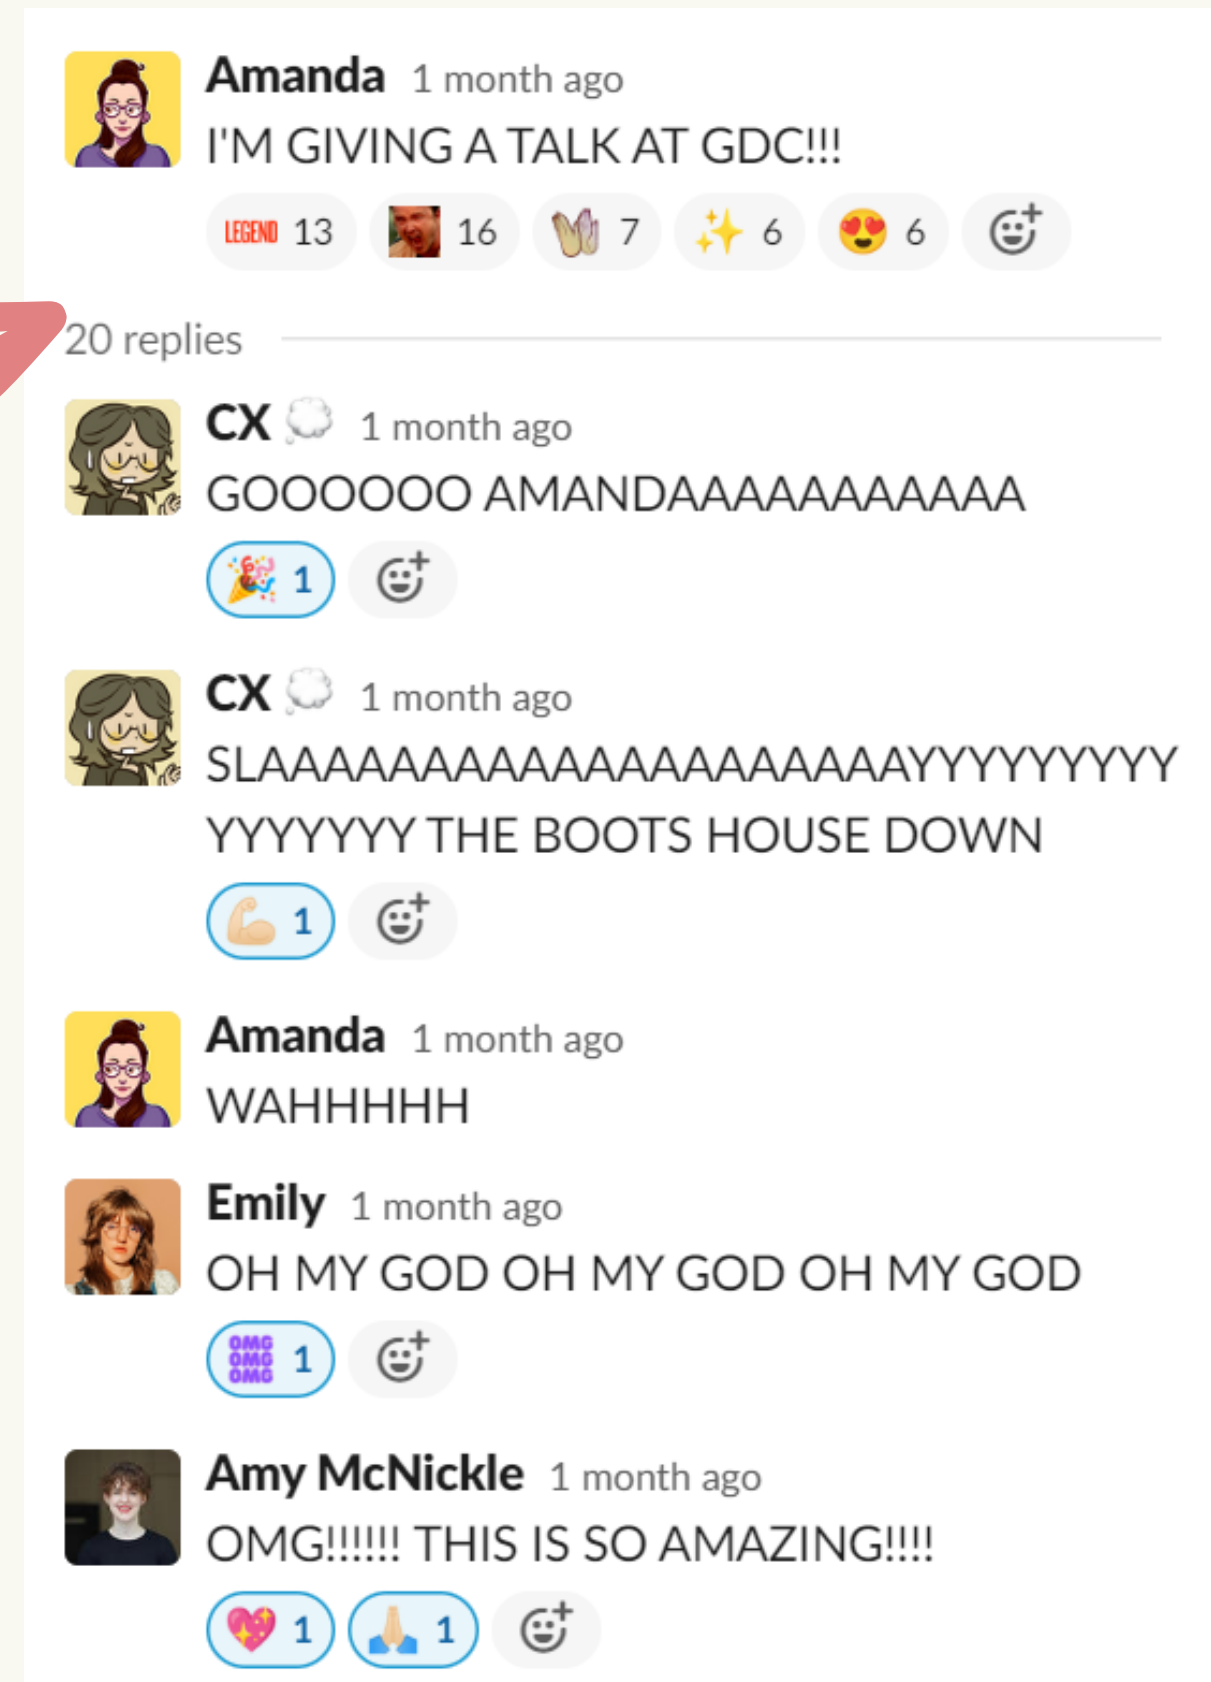 Amanda 1 month ago
I'M GIVING A TALK AT GDC!!!
LEGEND 13 16 7 6 6
20 replies
CX 1 month ago
GOOOOOO AMANDAAAAAAAAAAAA
1
CX 1 month ago
SLAAAAAAAAAAAAAAAAAAAAYYYYYYYYY
YYYYYYY THE BOOTS HOUSE DOWN
1
Amanda 1 month ago
WAHHHHH
Emily 1 month ago
OH MY GOD OH MY GOD OH MY GOD
OMG
OMG
OMG
1
Amy McNickle 1 month ago
OMG!!!!!! THIS IS SO AMAZING!!!!
1 1